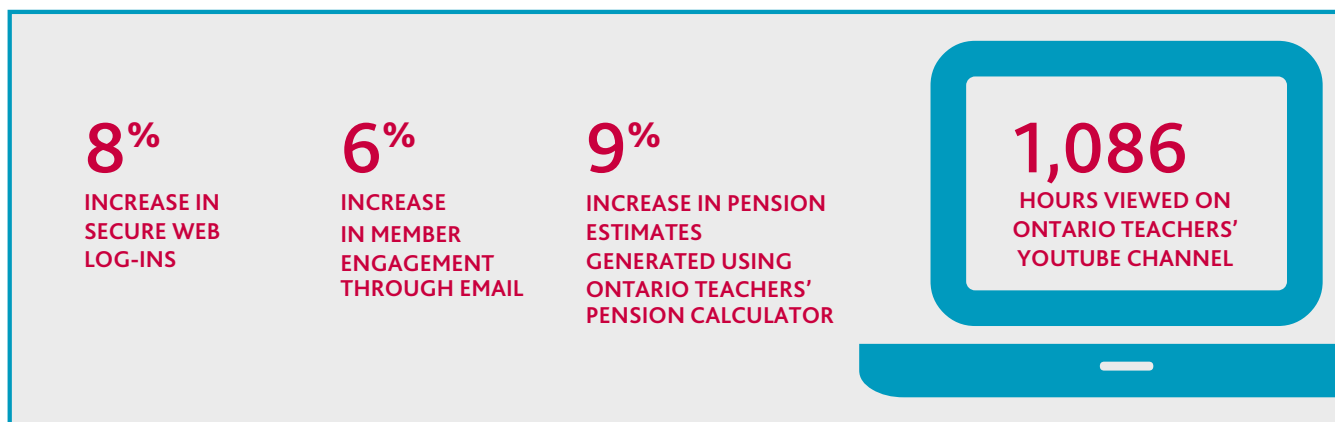 8%
INCREASE IN
SECURE WEB
LOG-INS
6%
INCREASE
IN MEMBER
ENGAGEMENT
THROUGH EMAIL
9%
INCREASE IN PENSION
ESTIMATES
GENERATED USING
ONTARIO TEACHERS’
PENSION CALCULATOR
1,086
HOURS VIEWED ON
ONTARIO TEACHERS’
YOUTUBE CHANNEL